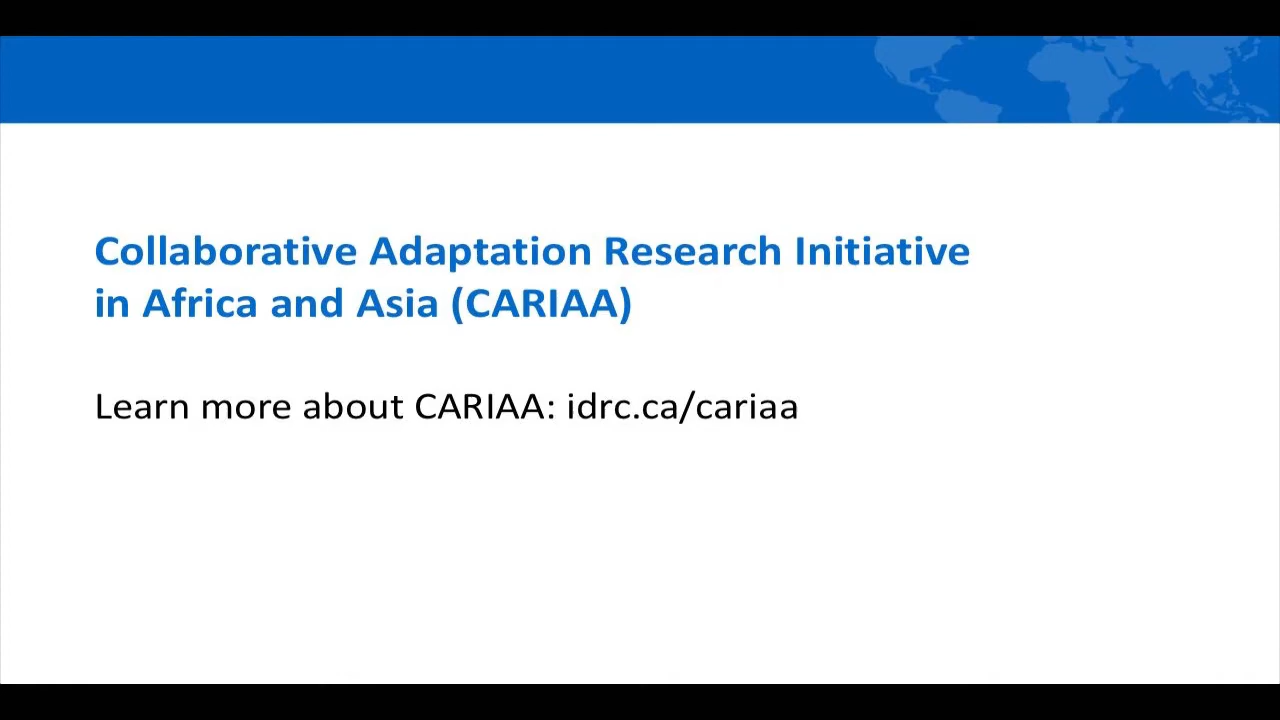 Collaborative Adaptation Research Initiative
in Africa and Asia (CARIAA)
Learn more about CARIAA: idrc.ca/cariaa